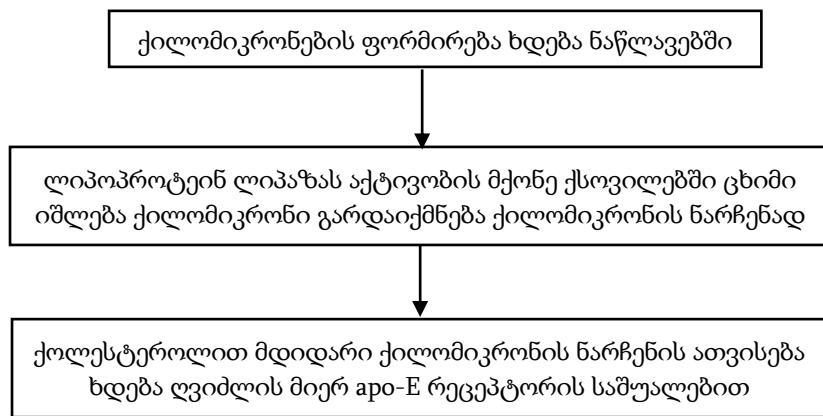 ქილომიკრონების ფორმირება ხდება ნაწლავებში
ლიპოპროტეინ ლიპაზას აქტივობის მქონე ქსოვილებში ცხიმი
იშლება ქილომიკრონი გარდაიქმნება ქილომიკრონის ნარჩენად
ქოლესტეროლით მდიდარი ქილომიკრონის ნარჩენის ათვისება
ხდება ღვიძლის მიერ apo-E რეცეპტორის საშუალებით